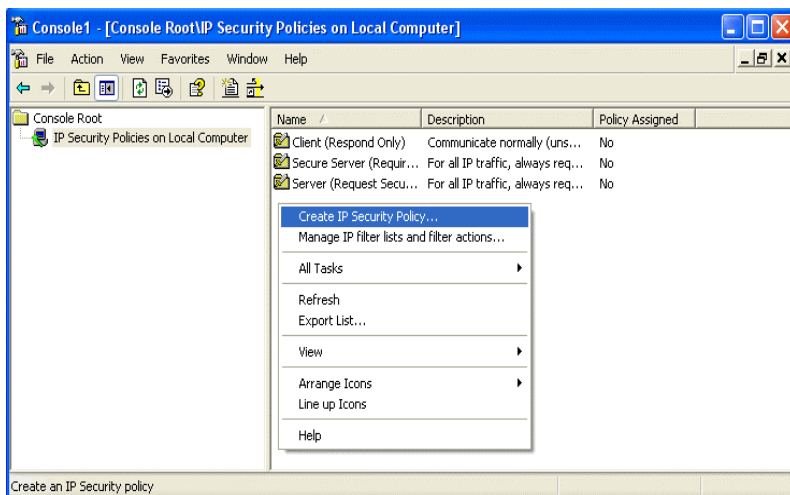 Console1 - [Console Root\IP Security Policies on Local Computer]
File Action View Favorites Window Help
Console Root
IP Security Policies on Local Computer
Name Description Policy Assigned
Client (Respond Only) Communicate normally (uns... No
Secure Server (Requir... For all IP traffic, always req... No
Server (Request Secu... For all IP traffic, always req... No
Create IP Security Policy...
Manage IP filter lists and filter actions...
All Tasks
Refresh
Export List...
View
Arrange Icons
Line up Icons
Help
Create an IP Security policy